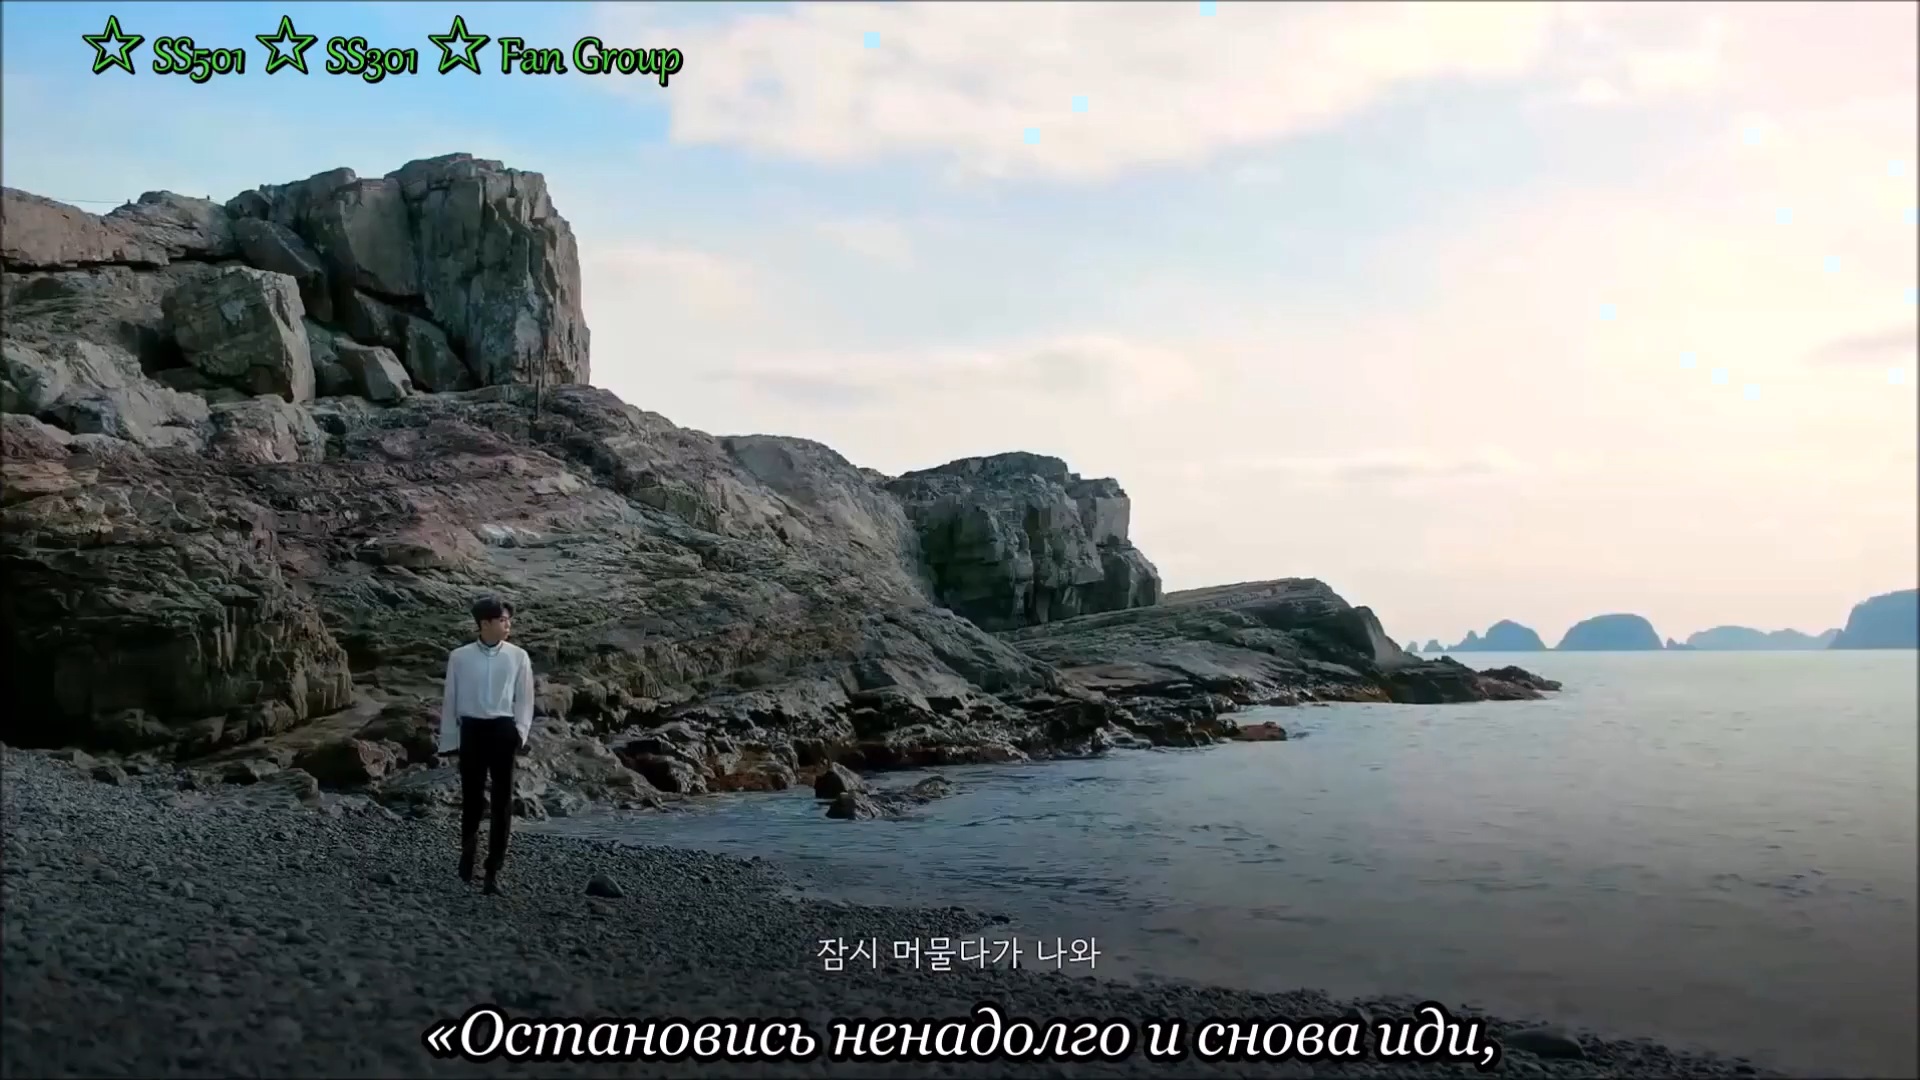 ☆ SS501 ☆ SS301 ☆ Fan Group
잠시 머물다가 나와
«Остановись ненадолго и снова иди,